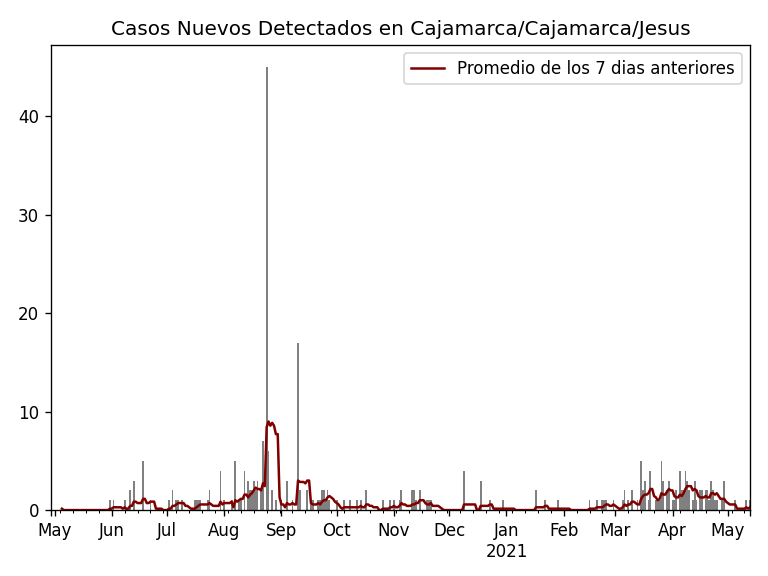 Casos Nuevos Detectados en Cajamarca/Cajamarca/Jesus
Promedio de los 7 dias anteriores
40
30
20
10
0
May Jun Jul Aug Sep Oct Nov Dec Jan Feb Mar Apr May
2021